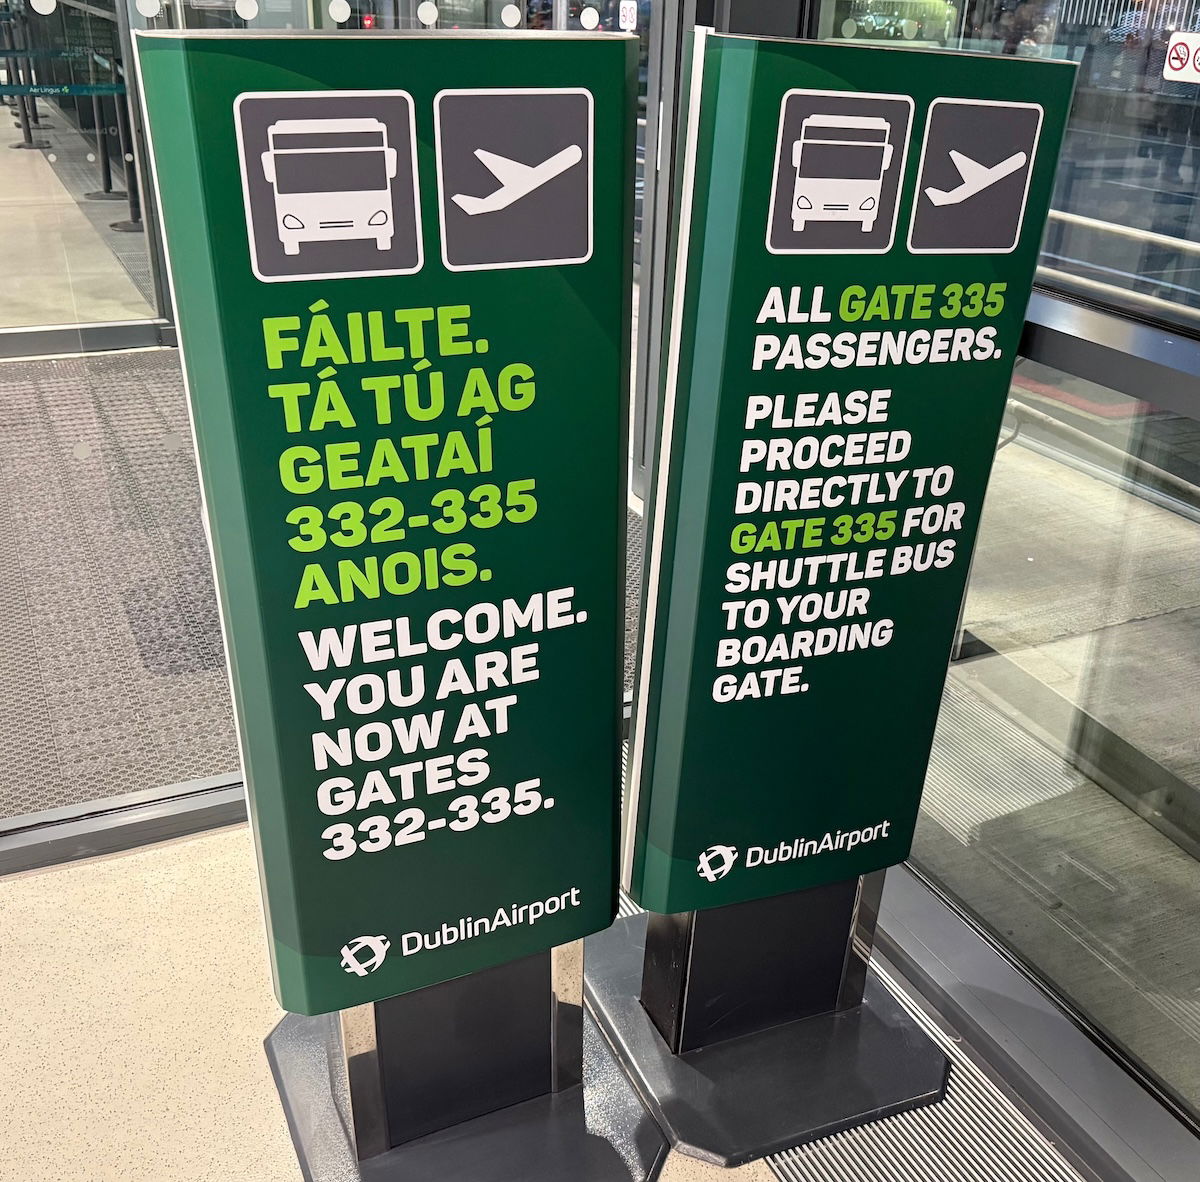 AerLingus
FÁILTE.
TÁ TÚ AG
GEATAÍ
332-335
ANOIS.
WELCOME.
YOU ARE
NOW AT
GATES
332-335.
DublinAirport
ALL GATE 335
PASSENGERS.
PLEASE
PROCEED
DIRECTLY TO
GATE 335 FOR
SHUTTLE BUS
TO YOUR
BOARDING
GATE.
DublinAirport